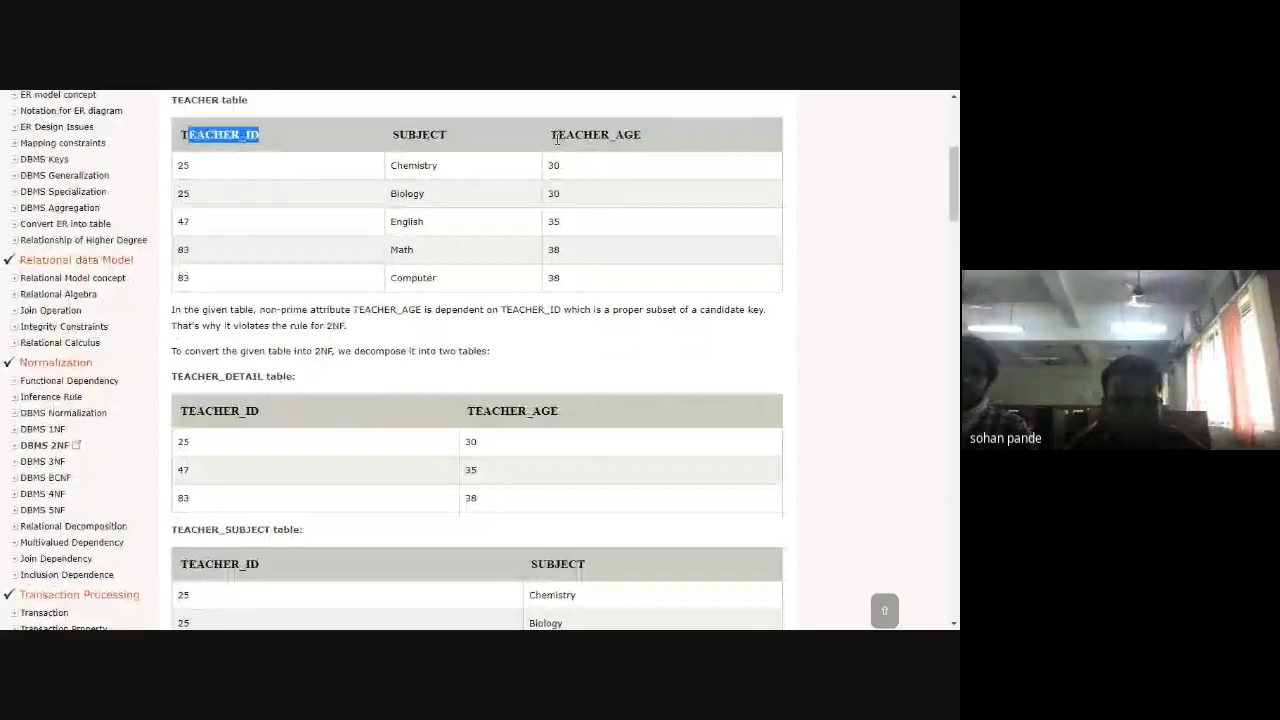 ER model concept
Notation for ER diagram
ER Design Issues
Mapping constraints
DBMS Keys
DBMS Generalization
DBMS Specialization
DBMS Aggregation
Convert ER into table
Relationship of Higher Degree
Relational data Model
Relational Model concept
Relational Algebra
Join Operation
Integrity Constraints
Relational Calculus
Normalization
Functional Dependency
Inference Rule
DBMS Normalization
DBMS 1NF
DBMS 2NF
DBMS 3NF
DBMS BCNF
DBMS 4NF
DBMS 5NF
Relational Decomposition
Multivalued Dependency
Join Dependency
Inclusion Dependence
Transaction Processing
Transaction
Transaction Property
TEACHER table
TEACHER_ID SUBJECT TEACHER_AGE
25 Chemistry 30
25 Biology 30
47 English 35
83 Math 38
83 Computer 38
In the given table, non-prime attribute TEACHER_AGE is dependent on TEACHER_ID which is a proper subset of a candidate key.
That's why it violates the rule for 2NF.
To convert the given table into 2NF, we decompose it into two tables:
TEACHER_DETAIL table:
TEACHER_ID TEACHER_AGE
25 30
47 35
83 38
TEACHER_SUBJECT table:
TEACHER_ID SUBJECT
25 Chemistry
25 Biology
sohan pande